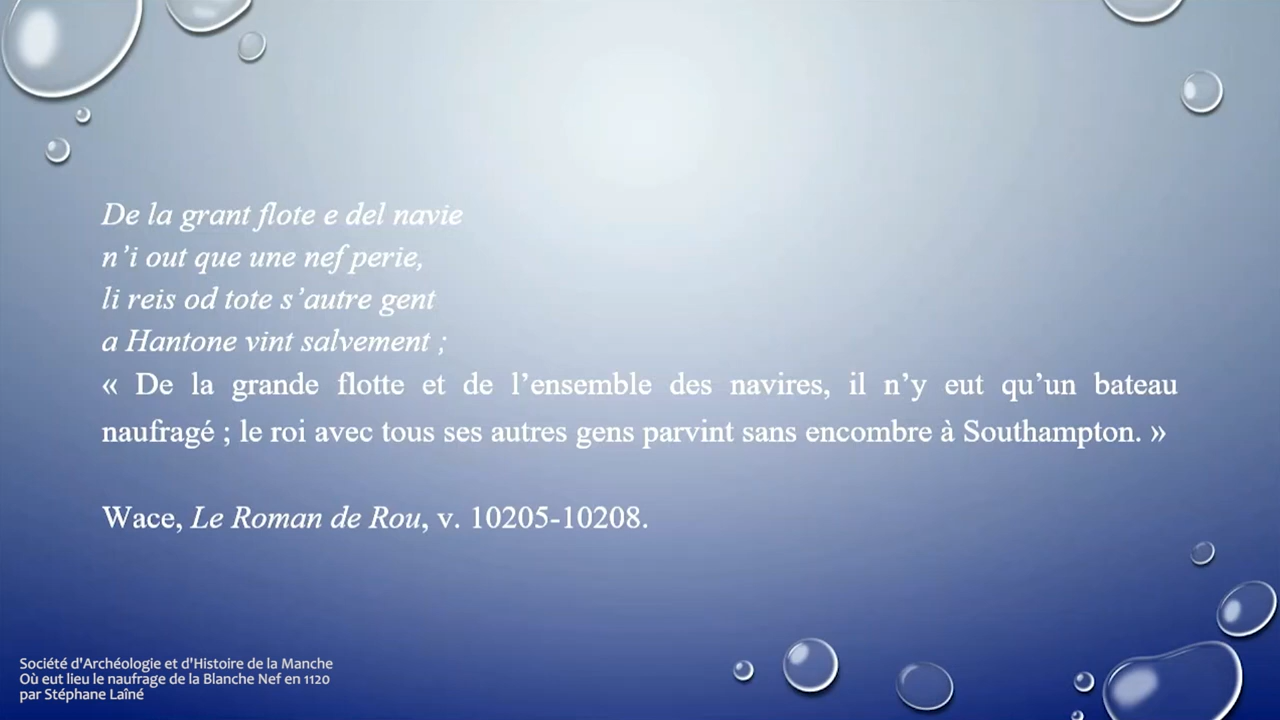 De la grant flote e del navie
n’i out que une nef perie,
li reis od tote s’autre gent
a Hantone vint salvement ;
« De la grande flotte et de l’ensemble des navires, il n’y eut qu’un bateau
naufragé ; le roi avec tous ses autres gens parvint sans encombre à Southampton. »
Wace, Le Roman de Rou, v. 10205-10208.
Société d'Archéologie et d'Histoire de la Manche
Où eut lieu le naufrage de la Blanche Nef en 1120
par Stéphane Laîné